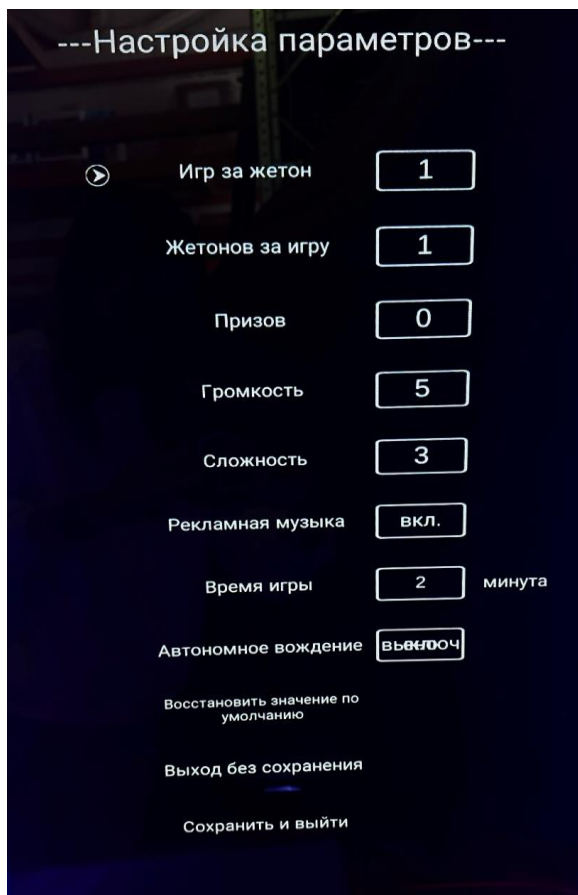 ---Настройка параметров---
Игр за жетон 1
Жетонов за игру 1
Призов 0
Громкость 5
Сложность 3
Рекламная музыка вкл.
Время игры 2 минута
Автономное вождение
Восстановить значение по
умолчанию
Выход без сохранения
Сохранить и выйти